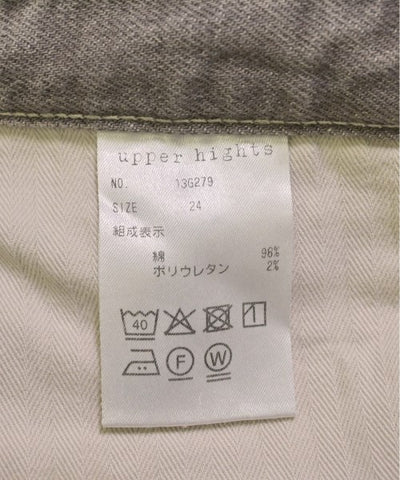 upper hights
NO. 13G279
SIZE 24
組成表示
綿 98%
ポリウレタン 2%
40
F W